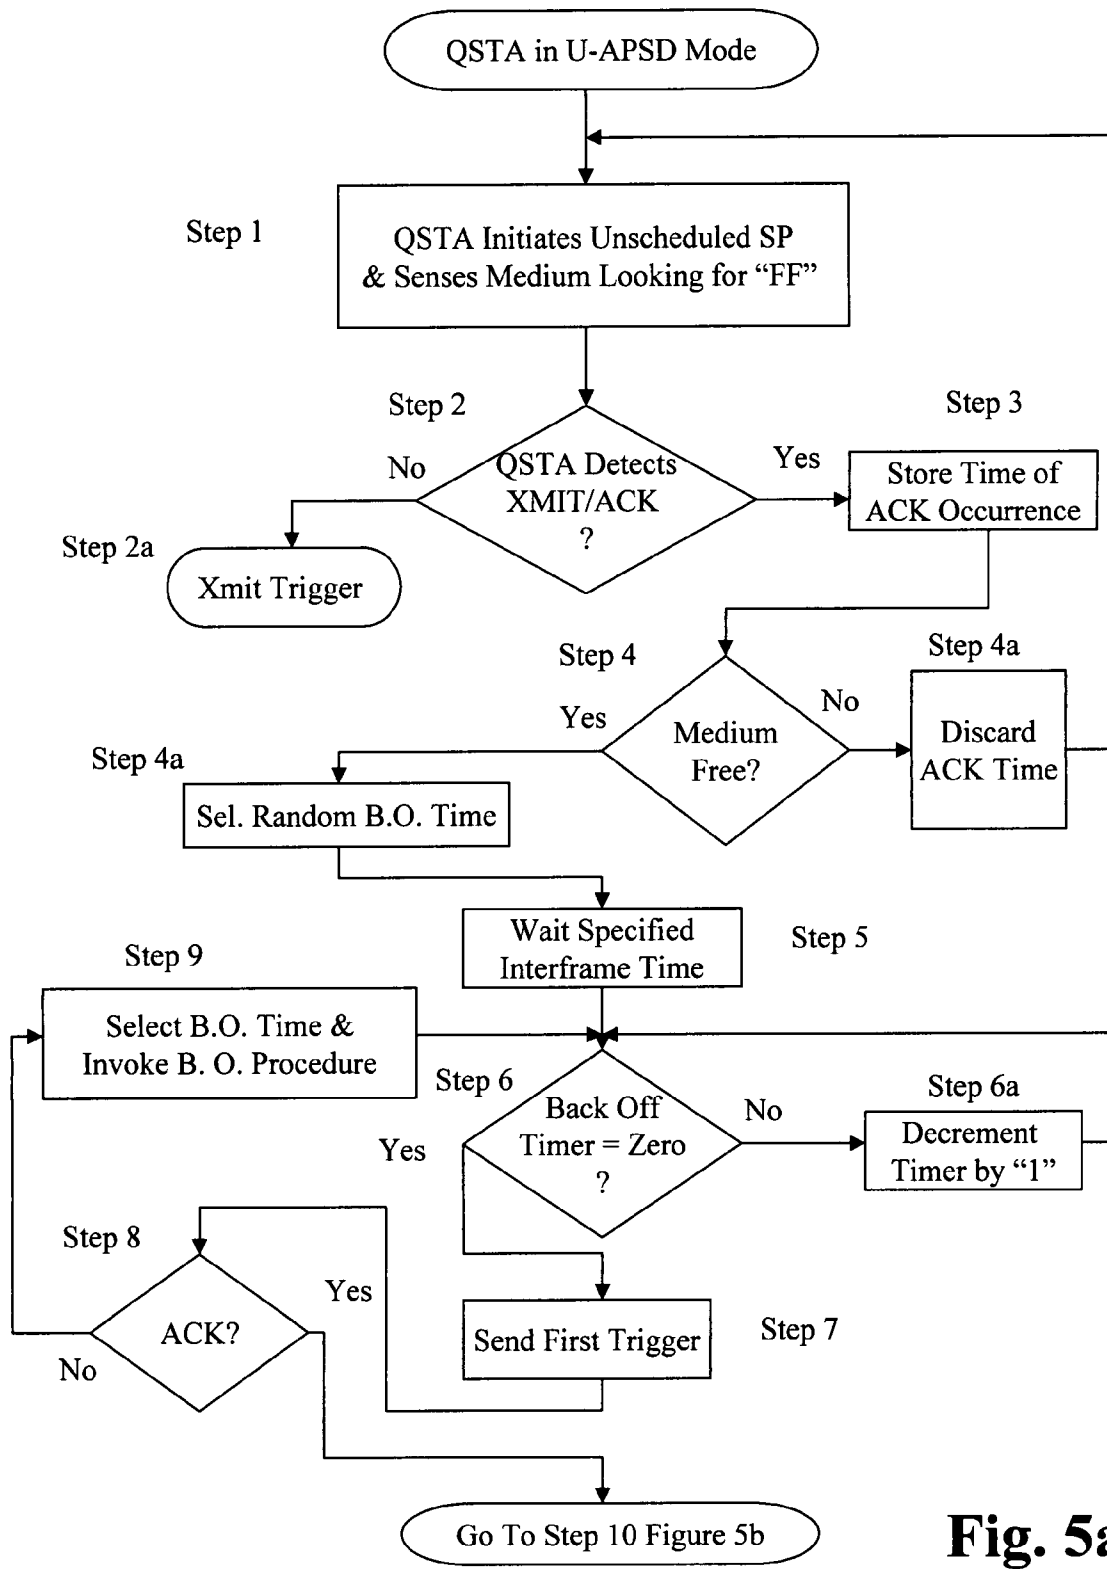 QSTA in U-APSD Mode
Step 1
QSTA Initiates Unscheduled SP
& Senses Medium Looking for “FF”
Step 2
Step 3
No
QSTA Detects
XMIT/ACK
?
Yes
Store Time of
ACK Occurrence
Step 2a
Xmit Trigger
Step 4
Step 4a
Yes
Medium
Free?
No
Discard
ACK Time
Step 4a
Sel. Random B.O. Time
Wait Specified
Interframe Time
Step 5
Step 9
Select B.O. Time &
Invoke B. O. Procedure
Step 6
Back Off
Timer = Zero
?
Yes
No
Step 6a
Decrement
Timer by “1”
Step 8
ACK?
Yes
No
Send First Trigger
Step 7
Go To Step 10 Figure 5b
Fig. 5a